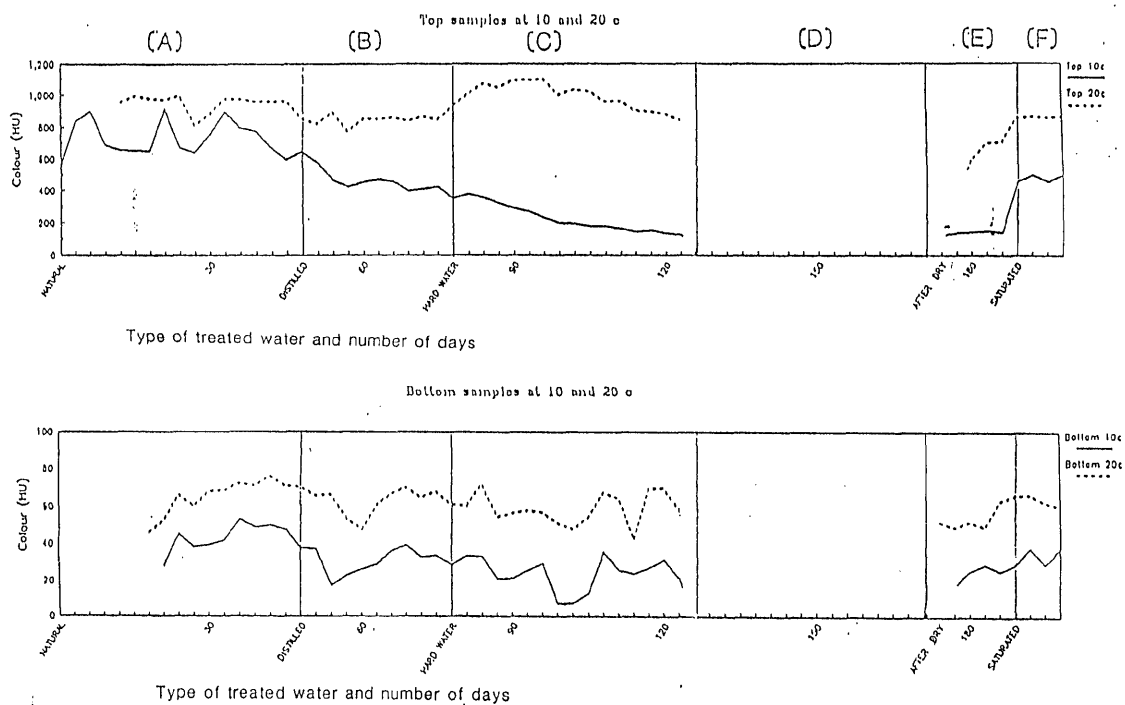 Top samples at 10 and 20 c
(A) (B) (C) (D) (E) (F)
Top 10c
Top 20c
1,200
1,000
800
600
400
200
0
Colour (HU)
NATURAL 30 DISTILLED 60 HARD WATER 90 120 150 AFTER DRY 180 SATURATED
Type of treated water and number of days
Bottom samples at 10 and 20 c
Bottom 10c
Bottom 20c
100
80
60
40
20
0
Colour (HU)
NATURAL 30 DISTILLED 60 HARD WATER 90 120 150 AFTER DRY 180 SATURATED
Type of treated water and number of days